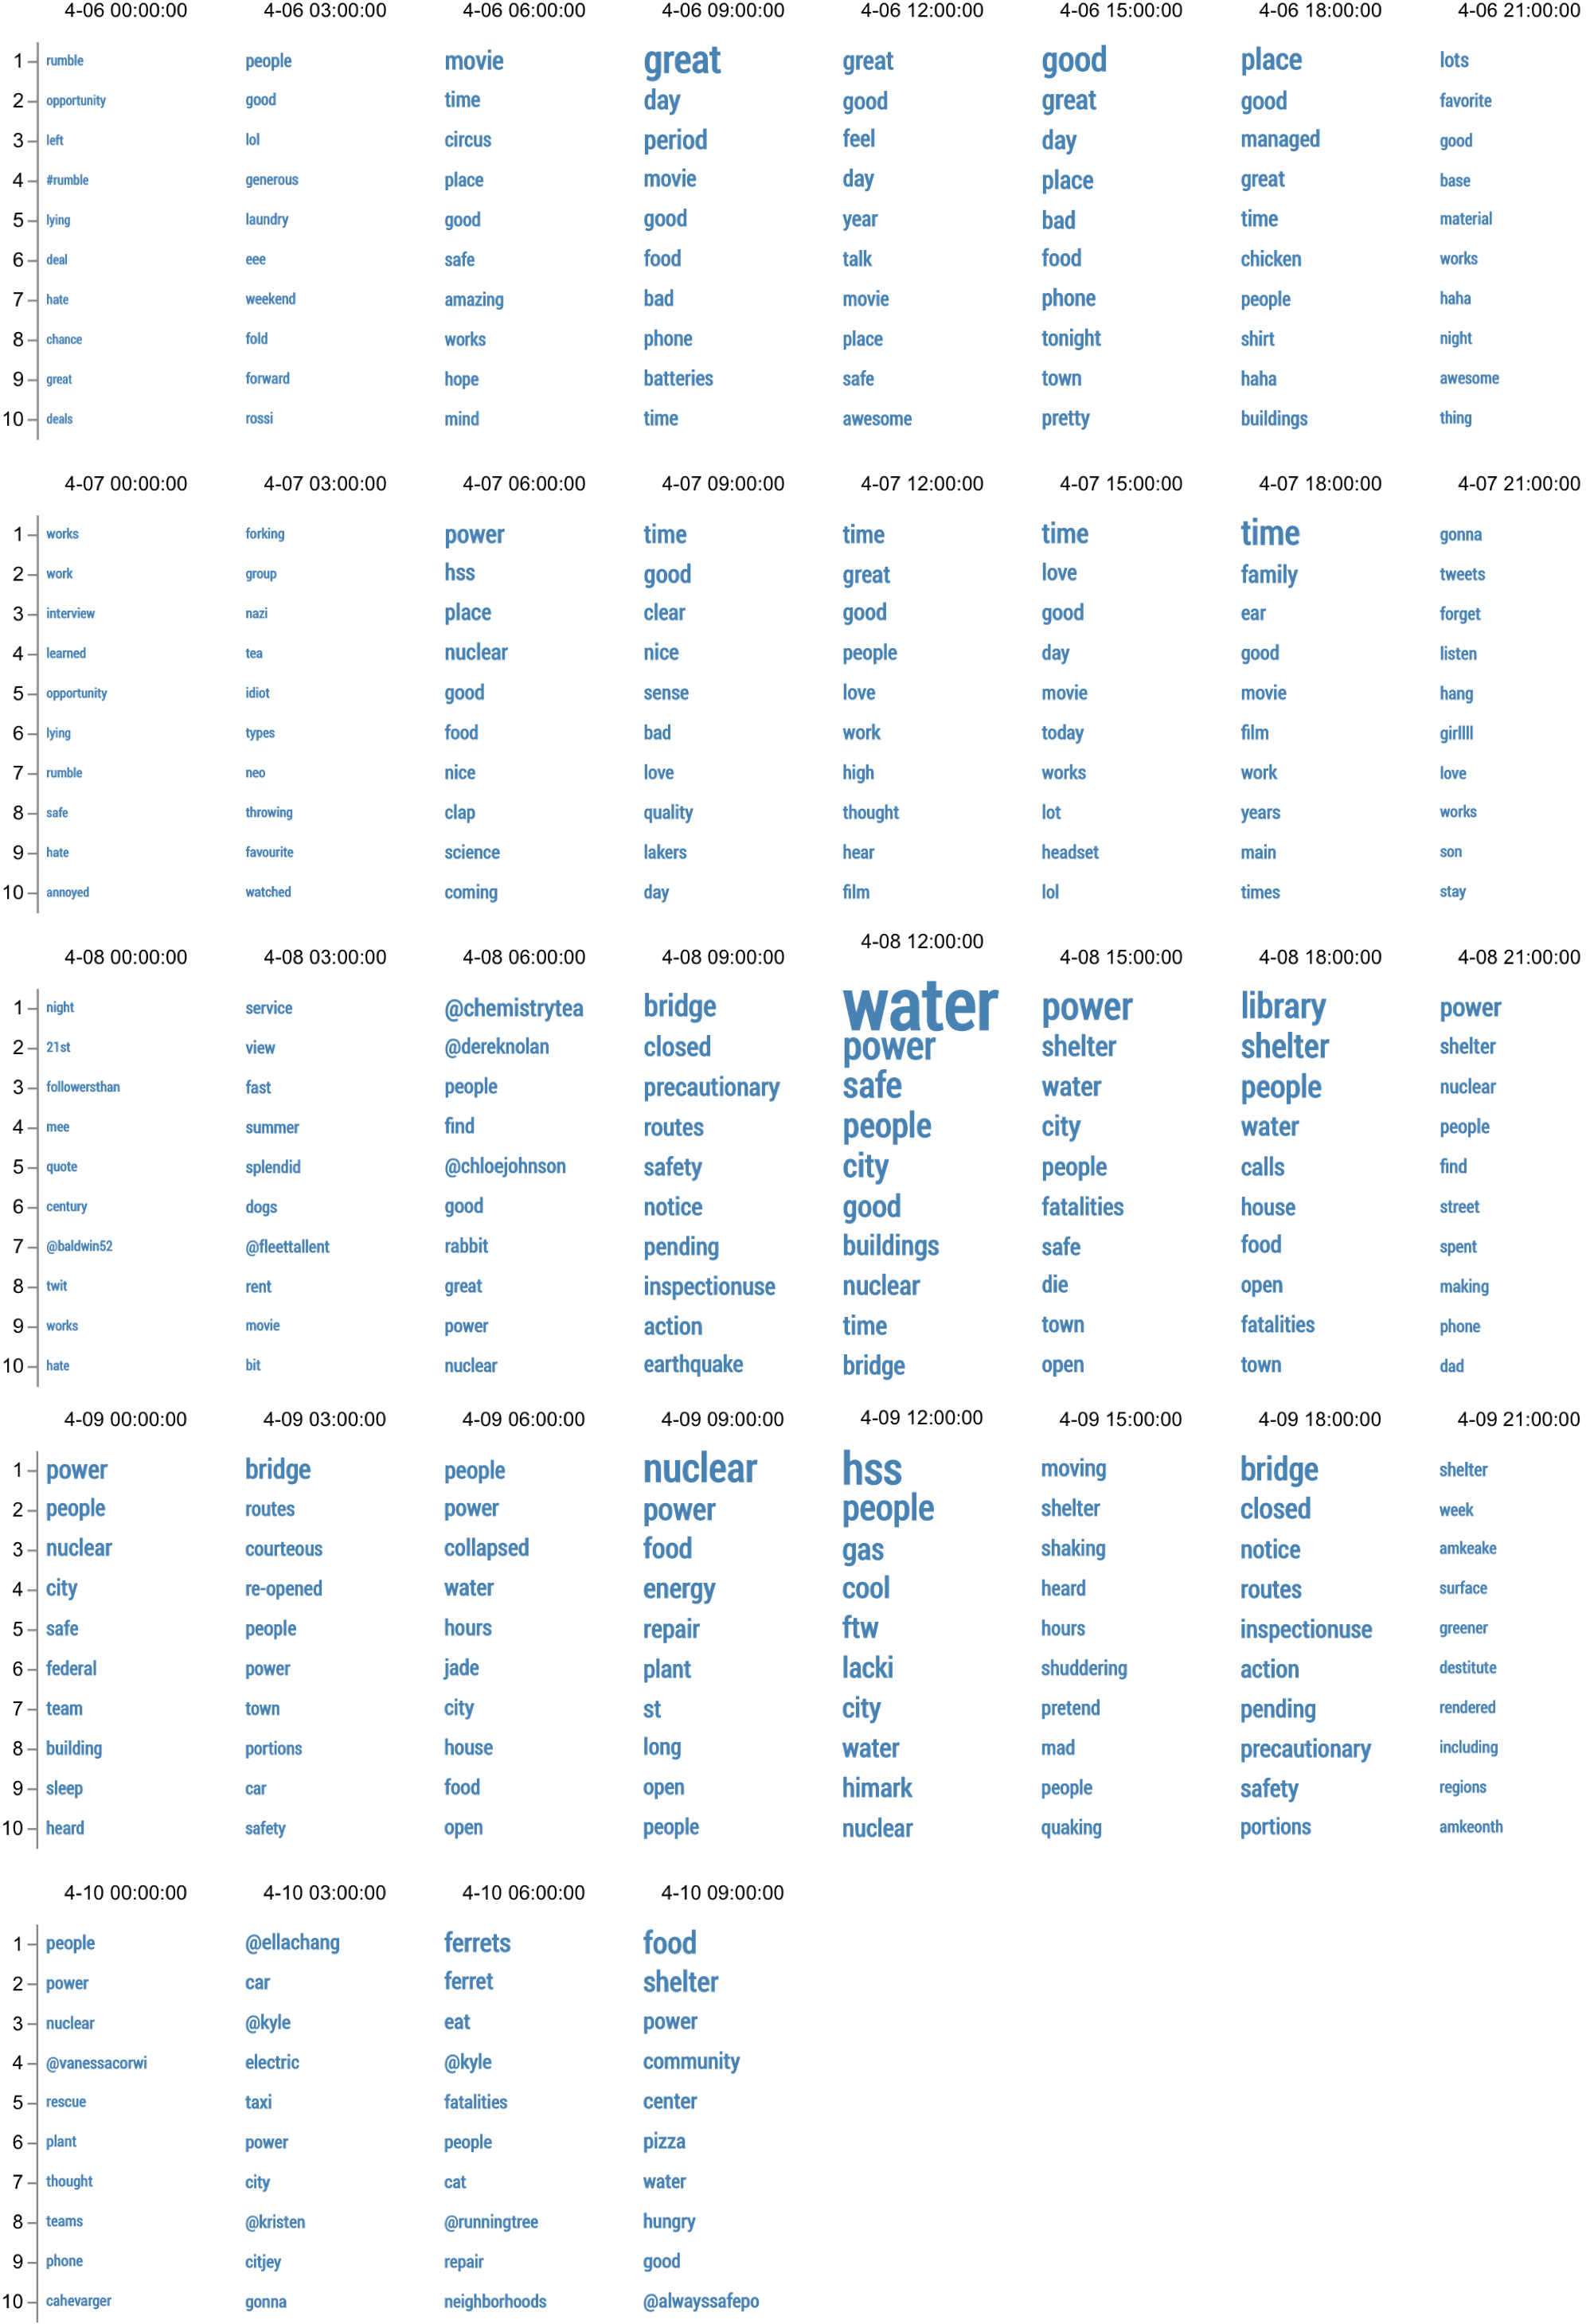 4-06 00:00:00 4-06 03:00:00 4-06 06:00:00 4-06 09:00:00 4-06 12:00:00 4-06 15:00:00 4-06 18:00:00 4-06 21:00:00
1 rumble people movie great great good place lots
2 opportunity good time day good great good favorite
3 left lol circus period feel day managed good
4 #rumble generous place movie day place great base
5 lying laundry good good year bad time material
6 deal eee safe food talk food chicken works
7 hate weekend amazing bad movie phone people haha
8 chance fold works phone place tonight shirt night
9 great forward hope batteries safe town haha awesome
10 deals rossi mind time awesome pretty buildings thing
4-07 00:00:00 4-07 03:00:00 4-07 06:00:00 4-07 09:00:00 4-07 12:00:00 4-07 15:00:00 4-07 18:00:00 4-07 21:00:00
1 works forking power time time time time gonna
2 work group hss good great love family tweets
3 interview nazi place clear good good ear forget
4 learned tea nuclear nice people day good listen
5 opportunity idiot good sense love movie movie hang
6 lying types food bad work today film girllll
7 rumble neo nice love high works work love
8 safe throwing clap quality thought lot years works
9 hate favourite science lakers hear headset main son
10 annoyed watched coming day film lol times stay
4-08 00:00:00 4-08 03:00:00 4-08 06:00:00 4-08 09:00:00 4-08 12:00:00 4-08 15:00:00 4-08 18:00:00 4-08 21:00:00
1 night service @chemistrytea bridge water power library power
2 21st view @dereknolan closed power shelter shelter shelter
3 followersthan fast people precautionary safe water people nuclear
4 mee summer find routes people city water people
5 quote splendid @chloejohnson safety city people calls find
6 century dogs good notice good fatalities house street
7 @baldwin52 @fleettallent rabbit pending buildings safe food spent
8 twit rent great inspectionuse nuclear die open making
9 works movie power action time town fatalities phone
10 hate bit nuclear earthquake bridge open town dad
4-09 00:00:00 4-09 03:00:00 4-09 06:00:00 4-09 09:00:00 4-09 12:00:00 4-09 15:00:00 4-09 18:00:00 4-09 21:00:00
1 power bridge people nuclear hss moving bridge shelter
2 people routes power power people shelter closed week
3 nuclear courteous collapsed food gas shaking notice amkeake
4 city re-opened water energy cool heard routes surface
5 safe people hours repair ftw hours inspectionuse greener
6 federal power jade plant lacki shuddering action destitute
7 team town city st city pretend pending rendered
8 building portions house long water mad precautionary including
9 sleep car food open himark people safety regions
10 heard safety open people nuclear quaking portions amkeonth
4-10 00:00:00 4-10 03:00:00 4-10 06:00:00 4-10 09:00:00
1 people @ellachang ferrets food
2 power car ferret shelter
3 nuclear @kyle eat power
4 @vanessacorwi electric @kyle community
5 rescue taxi fatalities center
6 plant power people pizza
7 thought city cat water
8 teams @kristen @runningtree hungry
9 phone citjey repair good
10 cahevarger gonna neighborhoods @alwayssafepo